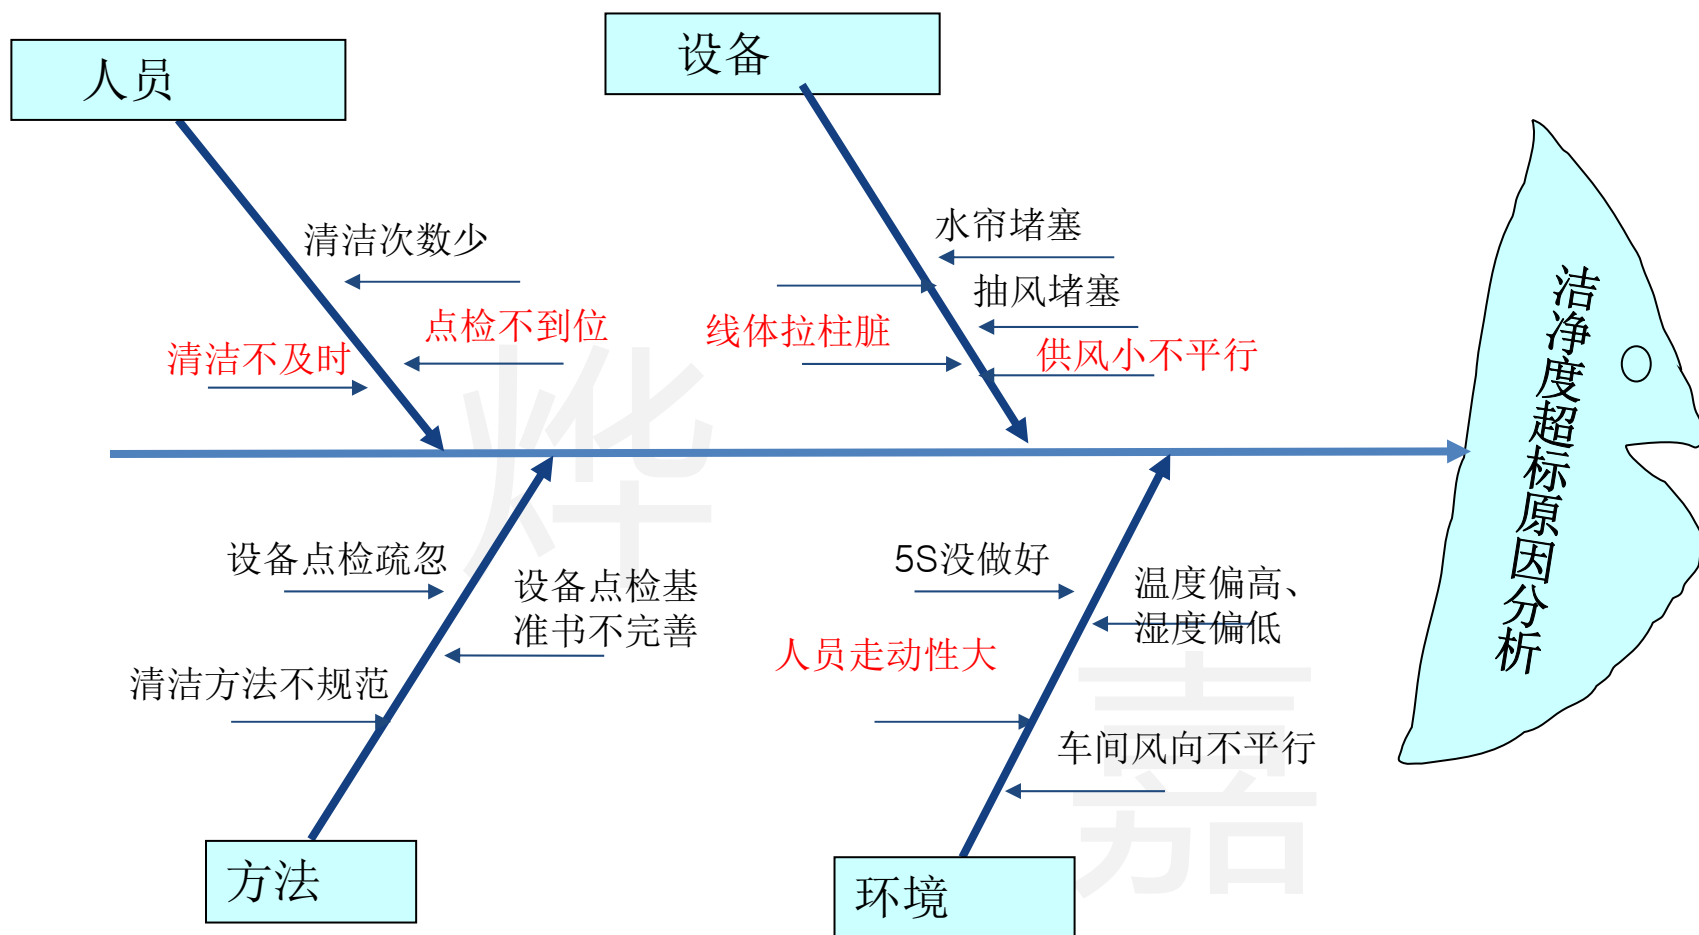 人员
设备
清洁次数少
点检不到位
清洁不及时
水帘堵塞
抽风堵塞
线体拉柱脏
供风小不平行
洁净度超标原因分析
设备点检疏忽
设备点检基
准书不完善
清洁方法不规范
5S没做好
温度偏高、
湿度偏低
人员走动性大
车间风向不平行
方法
环境
烨
嘉